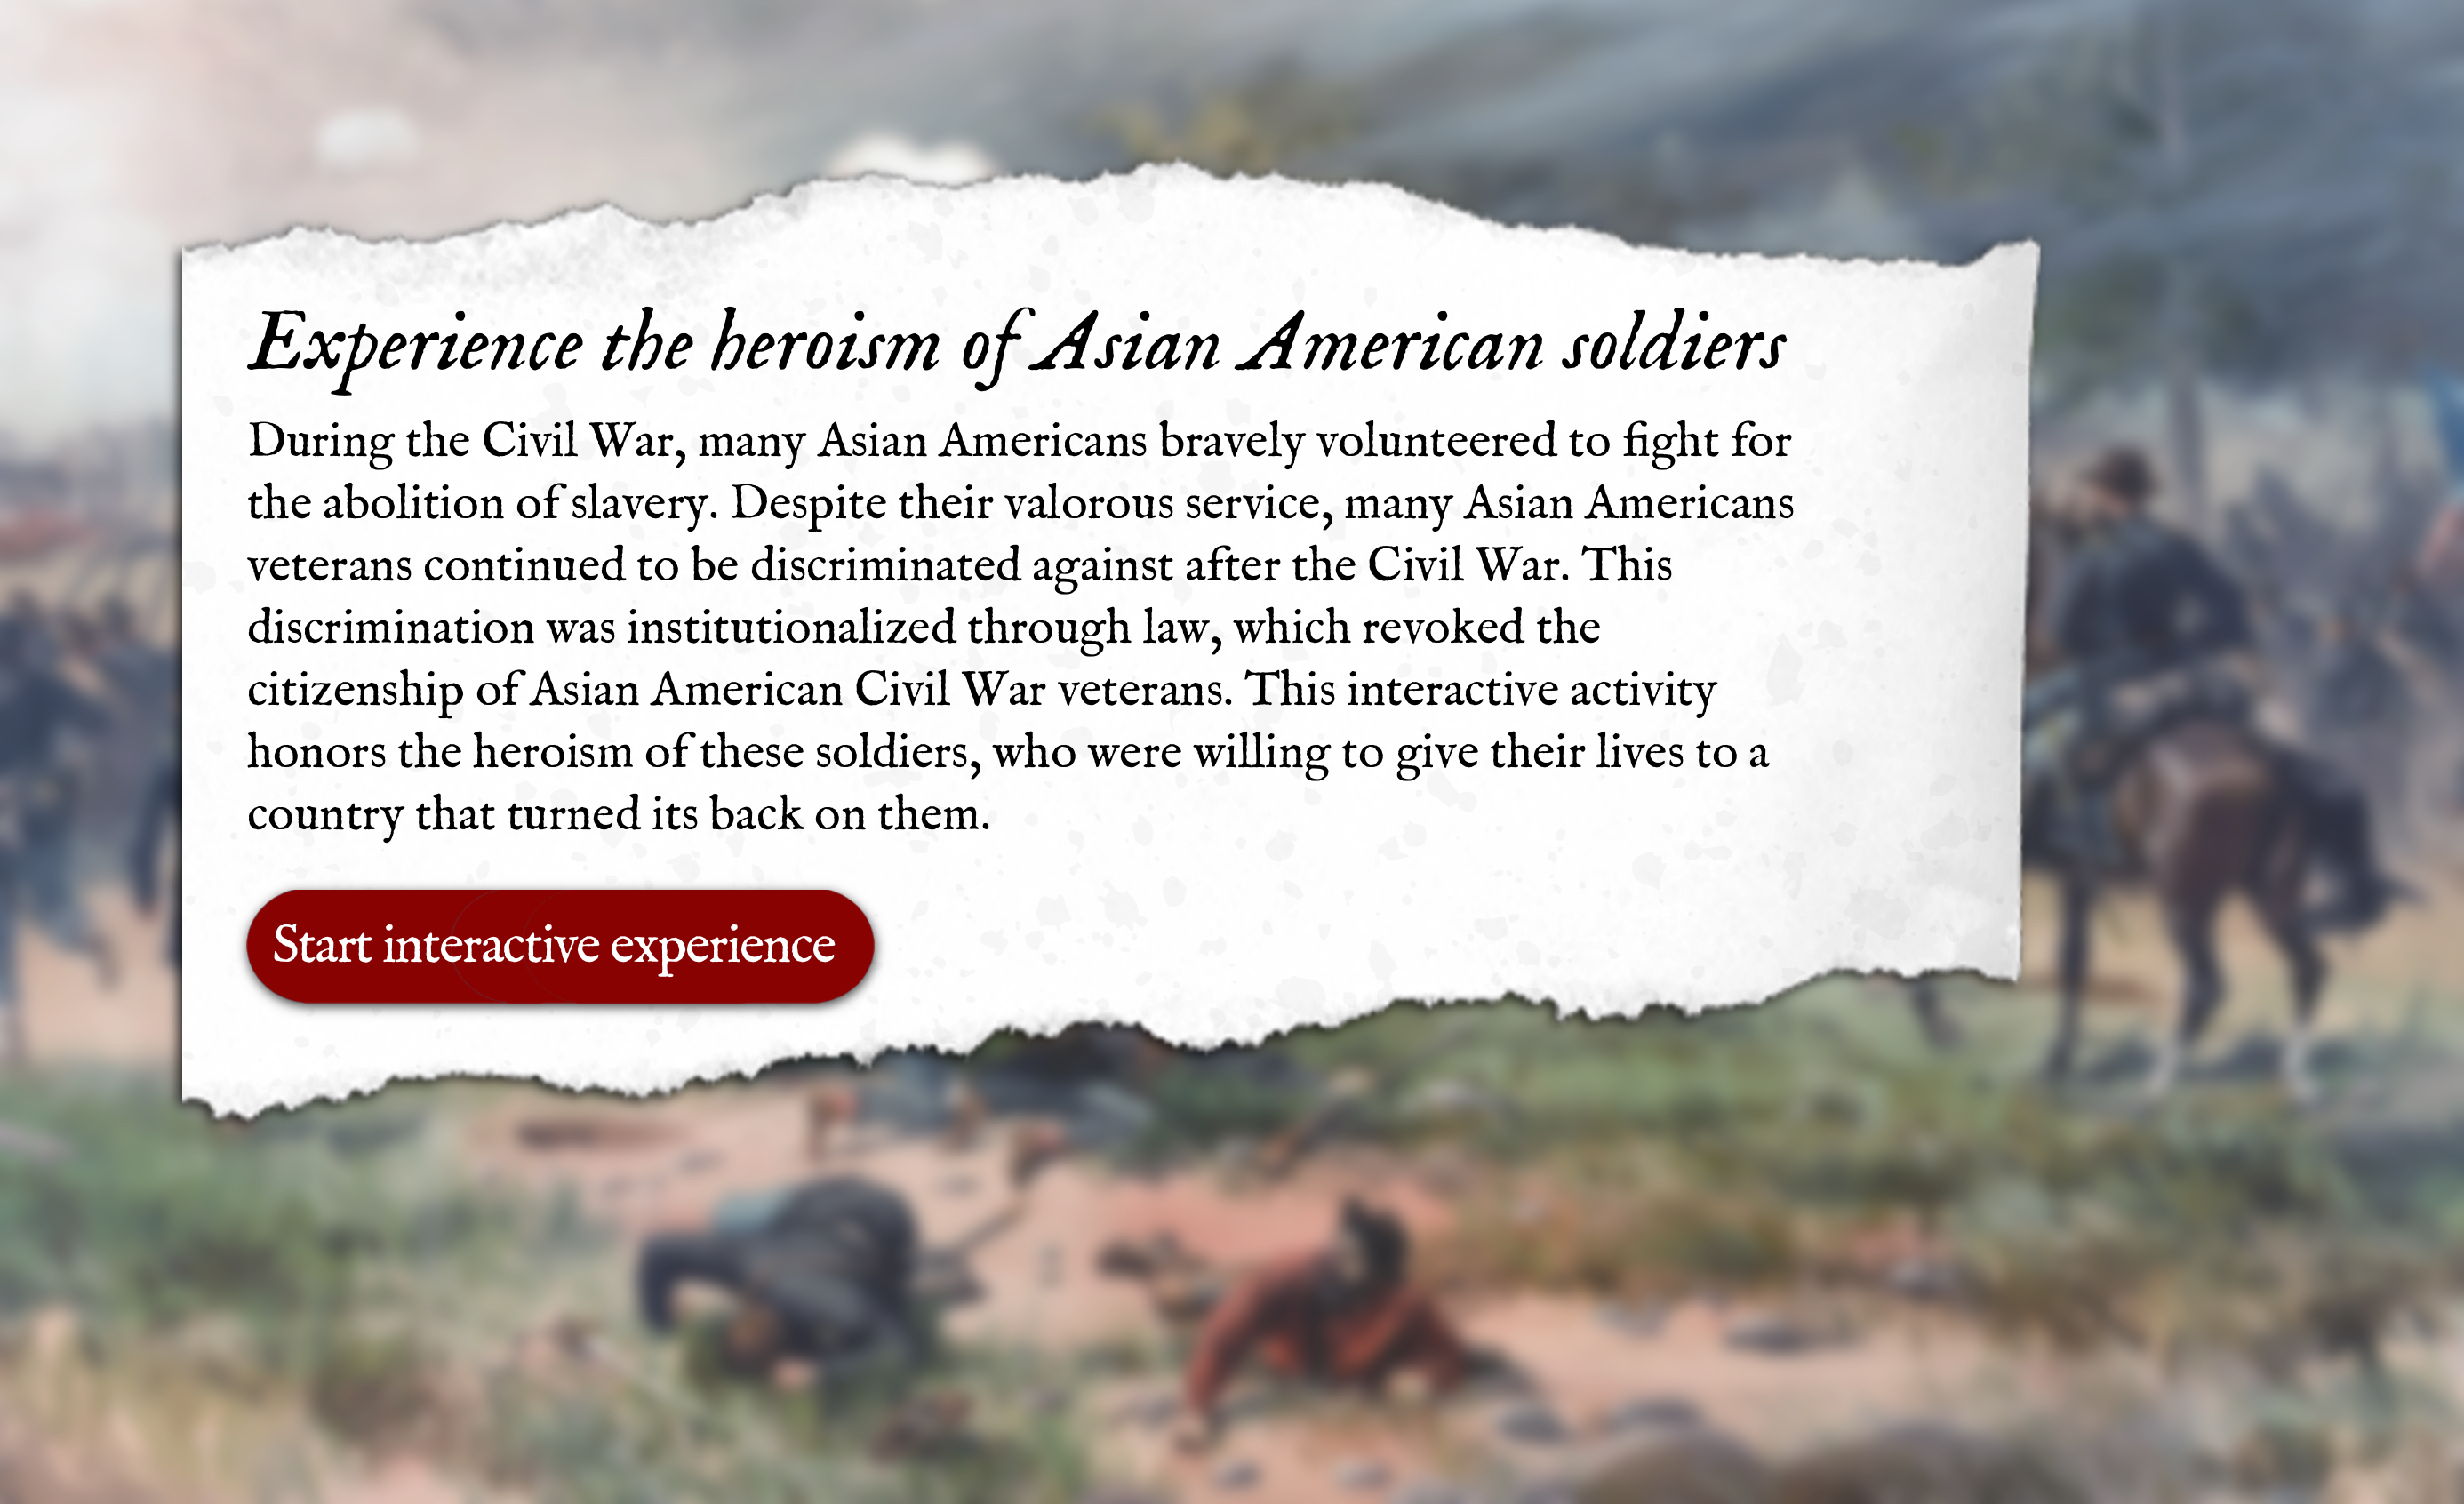 Experience the heroism of Asian American soldiers
During the Civil War, many Asian Americans bravely volunteered to fight for
the abolition of slavery. Despite their valorous service, many Asian Americans
veterans continued to be discriminated against after the Civil War. This
discrimination was institutionalized through law, which revoked the
citizenship of Asian American Civil War veterans. This interactive activity
honors the heroism of these soldiers, who were willing to give their lives to a
country that turned its back on them.
Start interactive experience